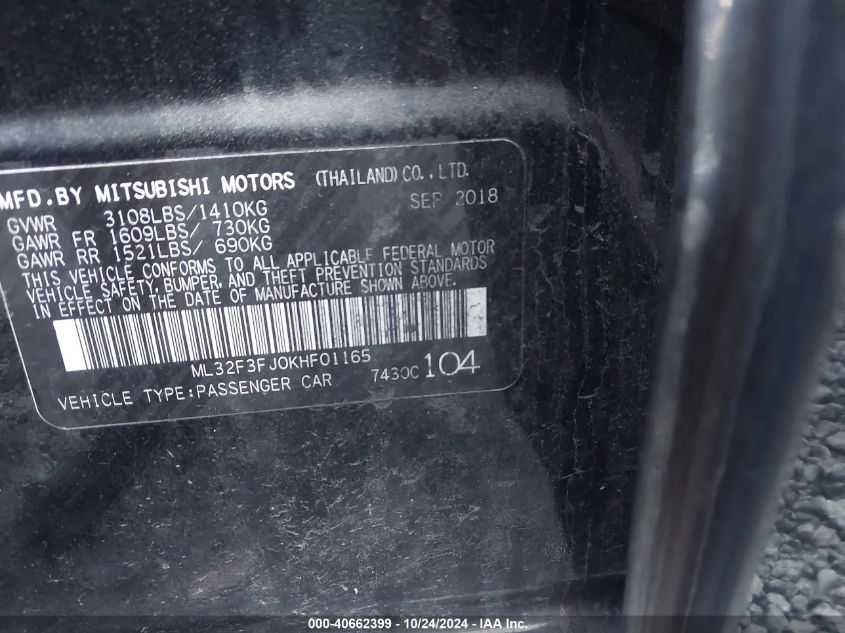 MFD.BY MITSUBISHI MOTORS (THAILAND)CO.,LTD.
SEP 2018
GVWR 3108LBS/1410KG
GAWR FR 1609LBS/ 730KG
GAWR RR 1521LBS/ 690KG
THIS VEHICLE CONFORMS TO ALL APPLICABLE FEDERAL MOTOR
VEHICLE SAFETY, BUMPER, AND THEFT PREVENTION STANDARDS
IN EFFECT ON THE DATE OF MANUFACTURE SHOWN ABOVE.
ML32F3FJ0KHF01165
VEHICLE TYPE:PASSENGER CAR 7430C 104
000-40662399 - 10/24/2024 - IAA Inc.